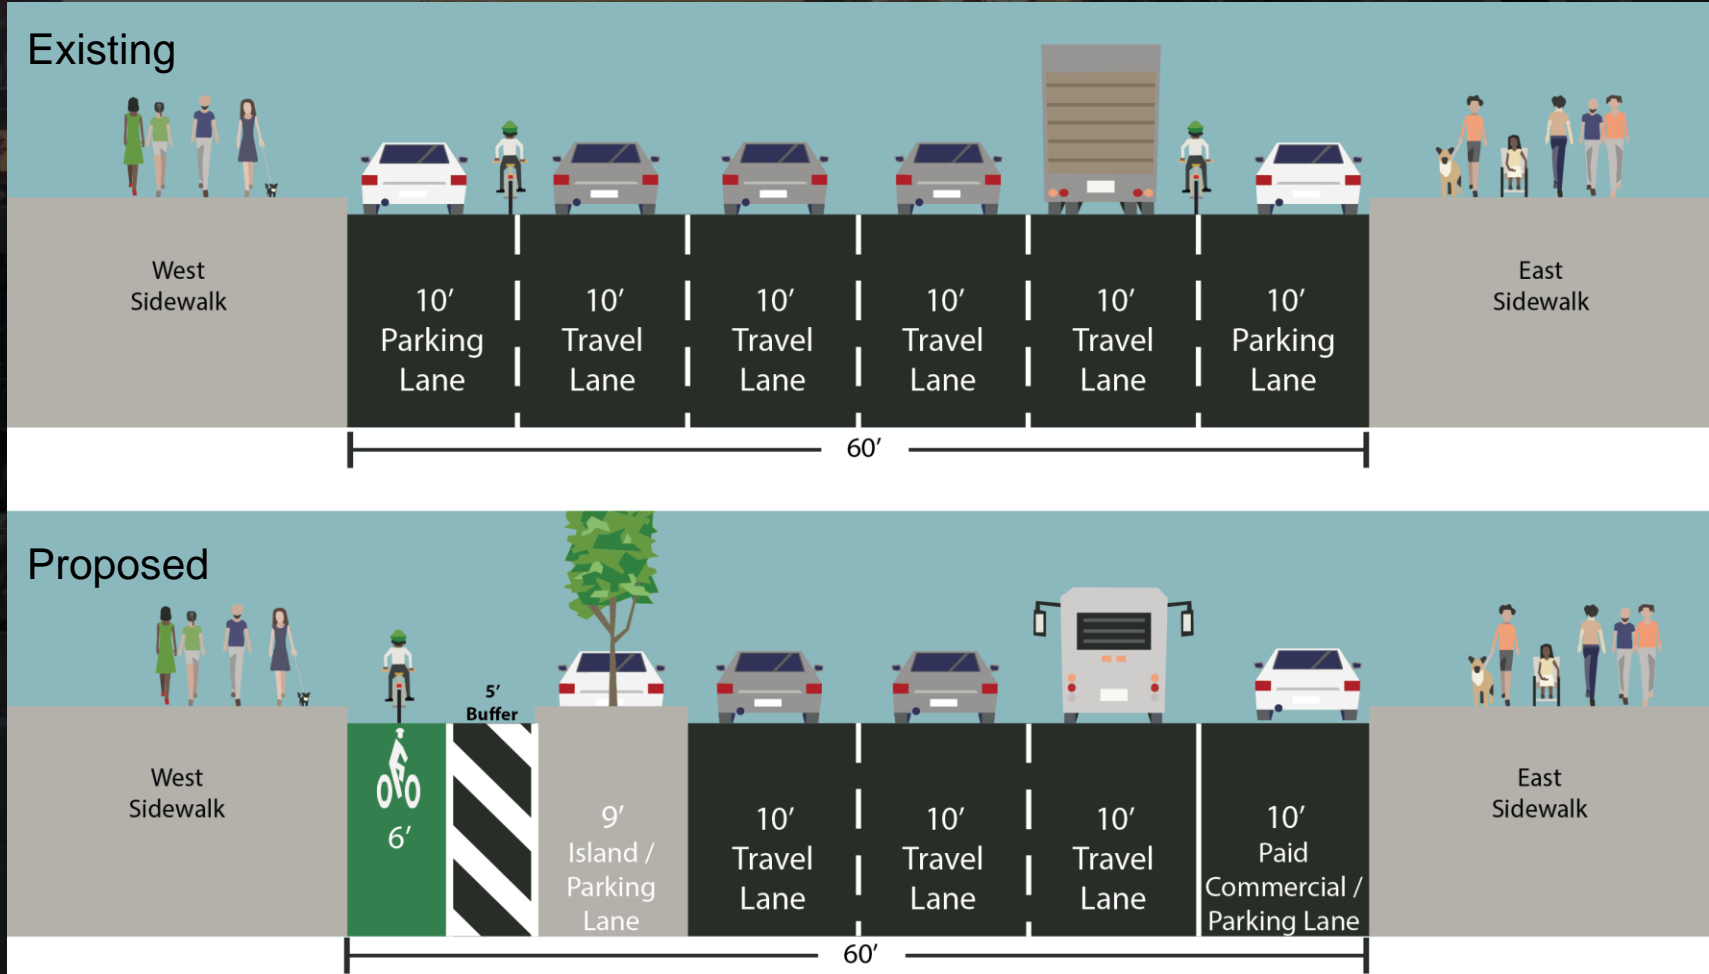 Existing
West
Sidewalk
10′
Parking
Lane
10′
Travel
Lane
10′
Travel
Lane
10′
Travel
Lane
10′
Travel
Lane
10′
Parking
Lane
East
Sidewalk
60′
Proposed
West
Sidewalk
6′
5′
Buffer
9′
Island /
Parking
Lane
10′
Travel
Lane
10′
Travel
Lane
10′
Travel
Lane
10′
Paid
Commercial /
Parking Lane
East
Sidewalk
60′